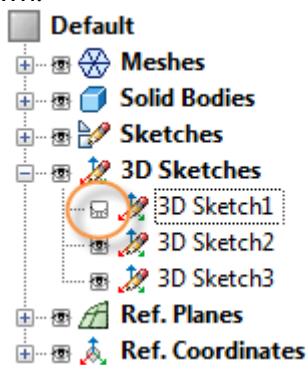 Default
Meshes
Solid Bodies
Sketches
3D Sketches
3D Sketch1
3D Sketch2
3D Sketch3
Ref. Planes
Ref. Coordinates